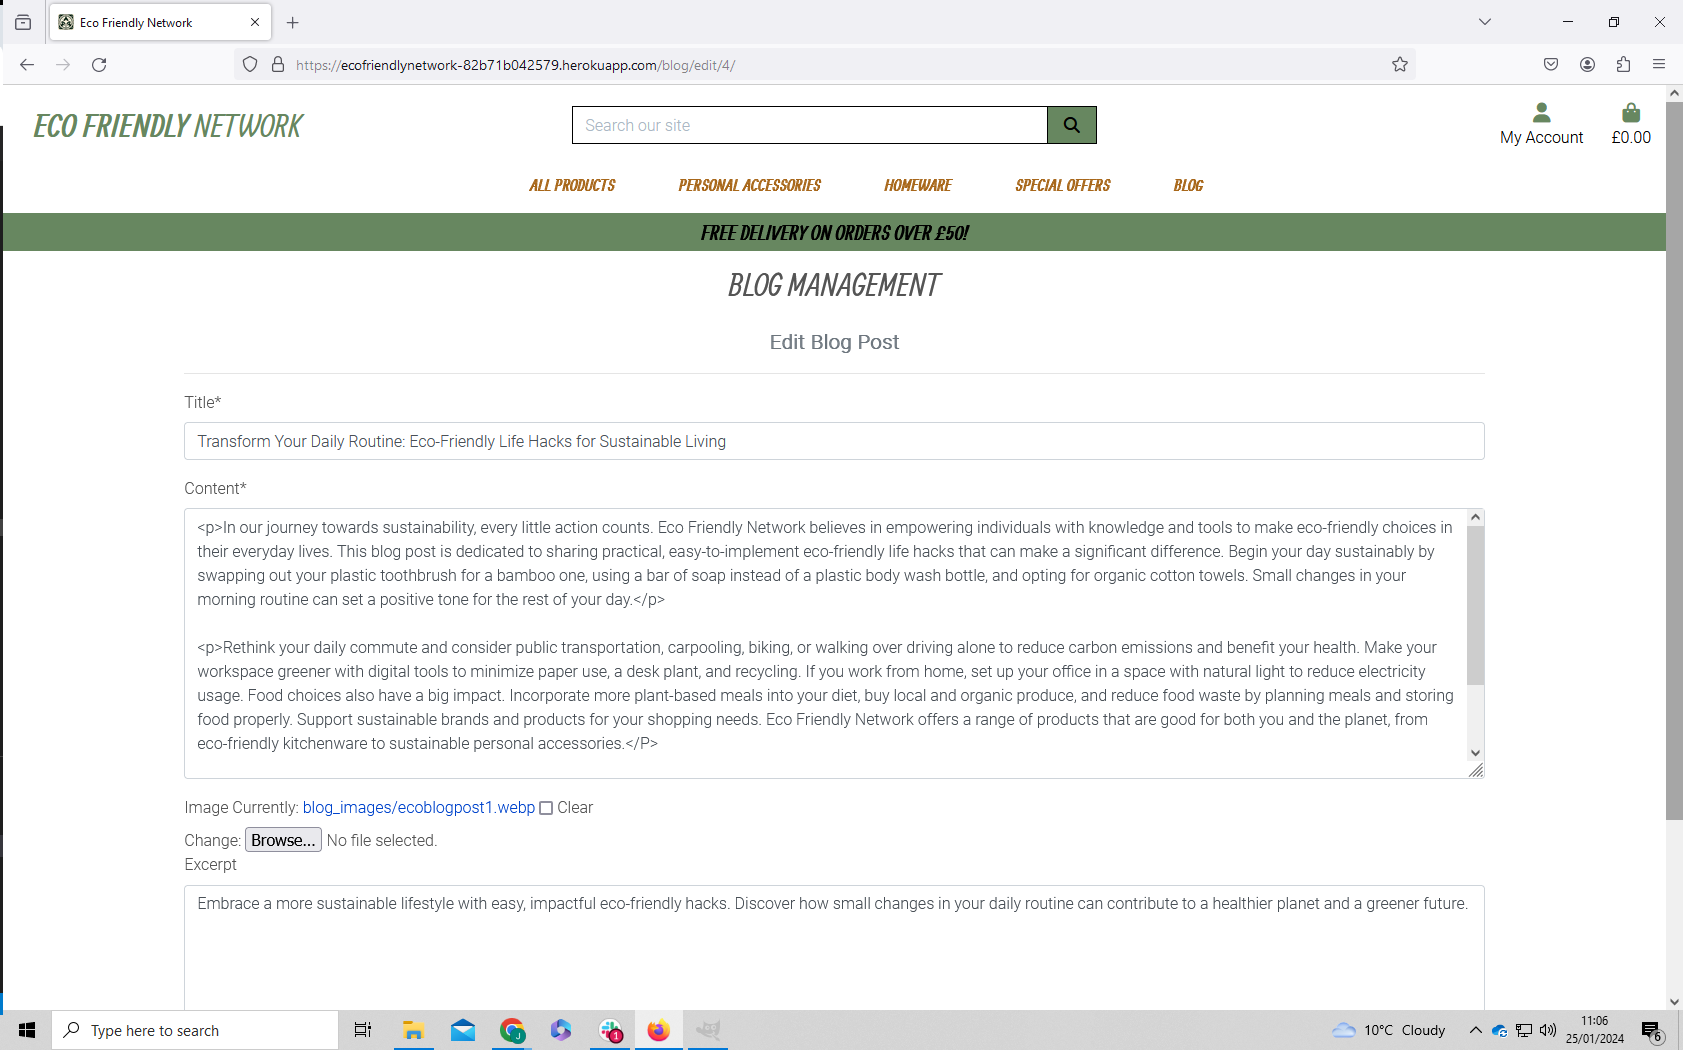 Eco Friendly Network
https://ecofriendlynetwork-82b71b042579.herokuapp.com/blog/edit/4/
ECO FRIENDLY NETWORK
Search our site
My Account
£0.00
ALL PRODUCTS
PERSONAL ACCESSORIES
HOMEWARE
SPECIAL OFFERS
BLOG
FREE DELIVERY ON ORDERS OVER £50!
BLOG MANAGEMENT
Edit Blog Post
Title*
Transform Your Daily Routine: Eco-Friendly Life Hacks for Sustainable Living
Content*
<p>In our journey towards sustainability, every little action counts. Eco Friendly Network believes in empowering individuals with knowledge and tools to make eco-friendly choices in
their everyday lives. This blog post is dedicated to sharing practical, easy-to-implement eco-friendly life hacks that can make a significant difference. Begin your day sustainably by
swapping out your plastic toothbrush for a bamboo one, using a bar of soap instead of a plastic body wash bottle, and opting for organic cotton towels. Small changes in your
morning routine can set a positive tone for the rest of your day.</p>
<p>Rethink your daily commute and consider public transportation, carpooling, biking, or walking over driving alone to reduce carbon emissions and benefit your health. Make your
workspace greener with digital tools to minimize paper use, a desk plant, and recycling. If you work from home, set up your office in a space with natural light to reduce electricity
usage. Food choices also have a big impact. Incorporate more plant-based meals into your diet, buy local and organic produce, and reduce food waste by planning meals and storing
food properly. Support sustainable brands and products for your shopping needs. Eco Friendly Network offers a range of products that are good for both you and the planet, from
eco-friendly kitchenware to sustainable personal accessories.</P>
Image Currently: blog_images/ecoblogpost1.webp Clear
Change: Browse... No file selected.
Excerpt
Embrace a more sustainable lifestyle with easy, impactful eco-friendly hacks. Discover how small changes in your daily routine can contribute to a healthier planet and a greener future.
Type here to search
J
1
10°C Cloudy
11:06
25/01/2024
6